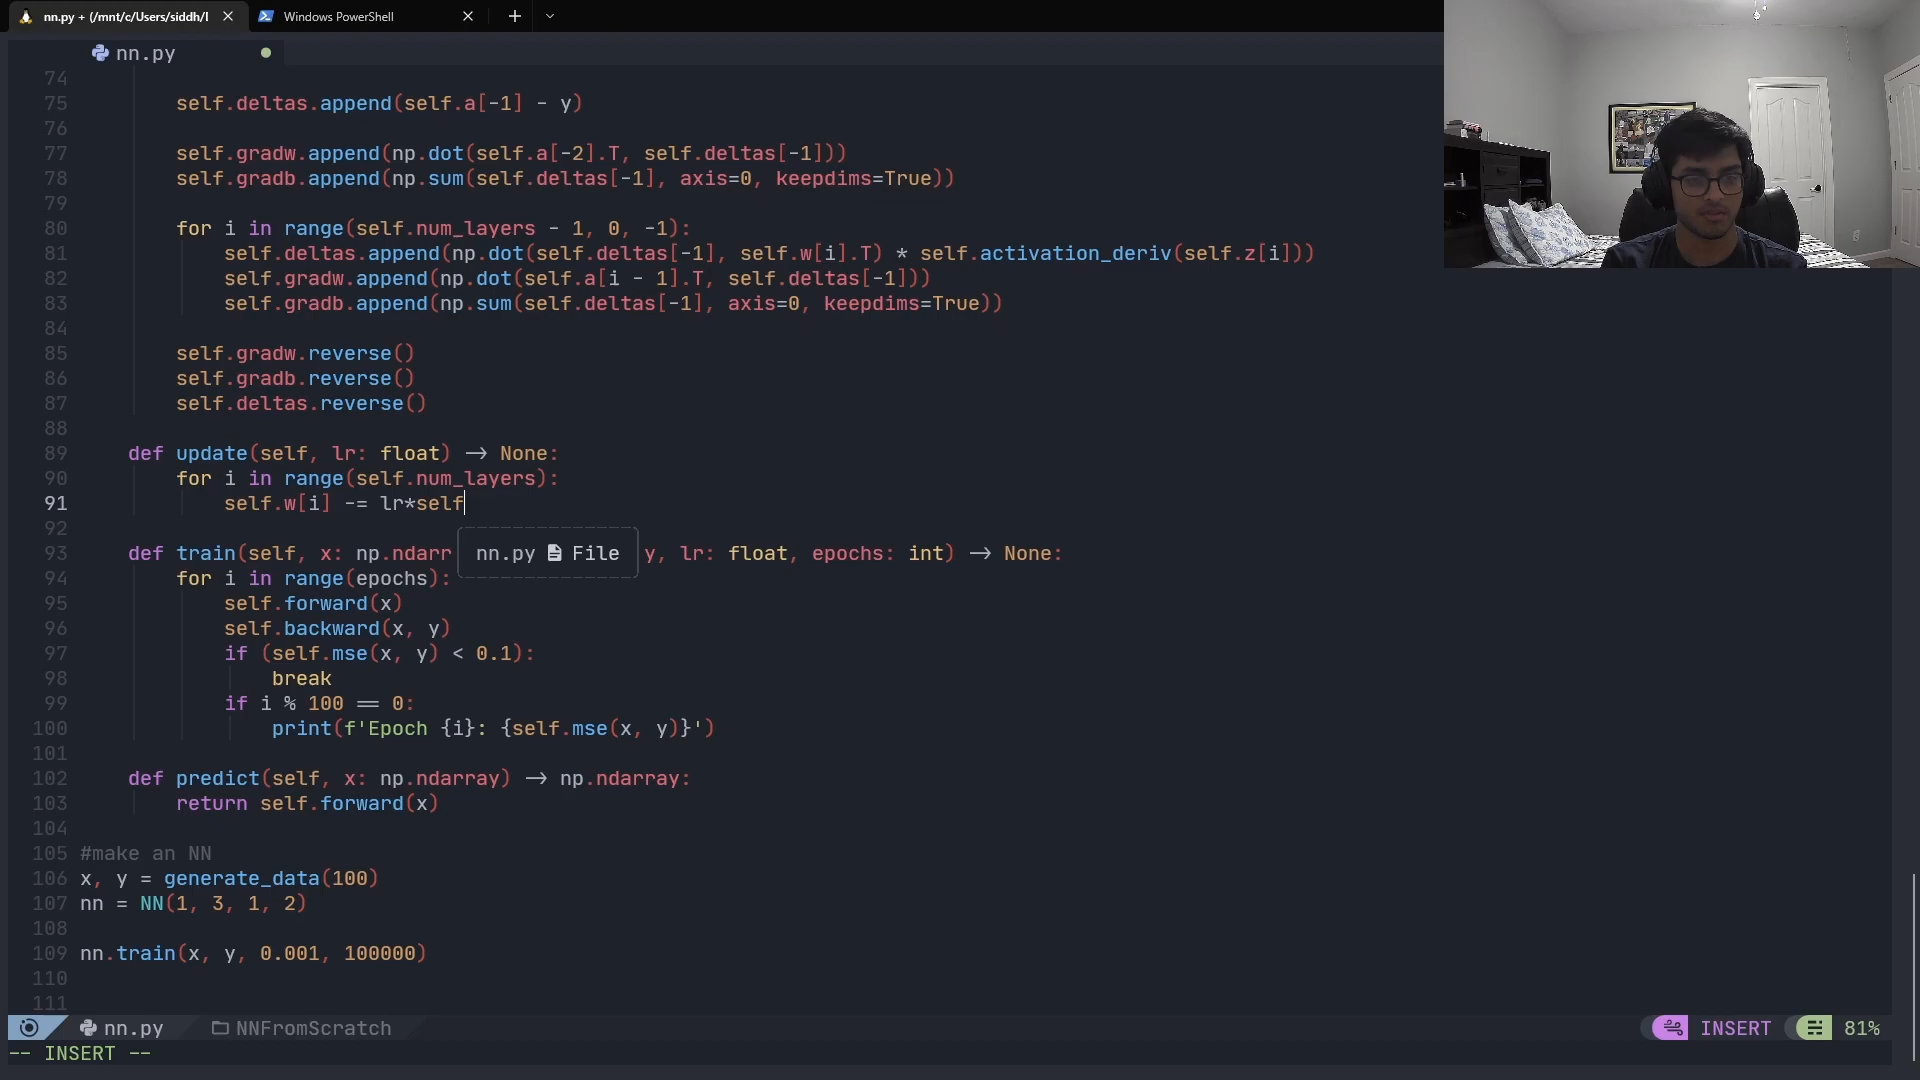 nn.py + (/mnt/c/Users/siddh/I
Windows PowerShell
nn.py
74
75 self.deltas.append(self.a[-1] - y)
76
77 self.gradw.append(np.dot(self.a[-2].T, self.deltas[-1]))
78 self.gradb.append(np.sum(self.deltas[-1], axis=0, keepdims=True))
79
80 for i in range(self.num_layers - 1, 0, -1):
81 self.deltas.append(np.dot(self.deltas[-1], self.w[i].T) * self.activation_deriv(self.z[i]))
82 self.gradw.append(np.dot(self.a[i - 1].T, self.deltas[-1]))
83 self.gradb.append(np.sum(self.deltas[-1], axis=0, keepdims=True))
84
85 self.gradw.reverse()
86 self.gradb.reverse()
87 self.deltas.reverse()
88
89 def update(self, lr: float) -> None:
90 for i in range(self.num_layers):
91 self.w[i] -= lr*self
92
93 def train(self, x: np.ndarr nn.py File y, lr: float, epochs: int) -> None:
94 for i in range(epochs):
95 self.forward(x)
96 self.backward(x, y)
97 if (self.mse(x, y) < 0.1):
98 break
99 if i % 100 == 0:
100 print(f'Epoch {i}: {self.mse(x, y)}')
101
102 def predict(self, x: np.ndarray) -> np.ndarray:
103 return self.forward(x)
104
105 #make an NN
106 x, y = generate_data(100)
107 nn = NN(1, 3, 1, 2)
108
109 nn.train(x, y, 0.001, 100000)
110
111
nn.py NNFromScratch INSERT 81%
-- INSERT --